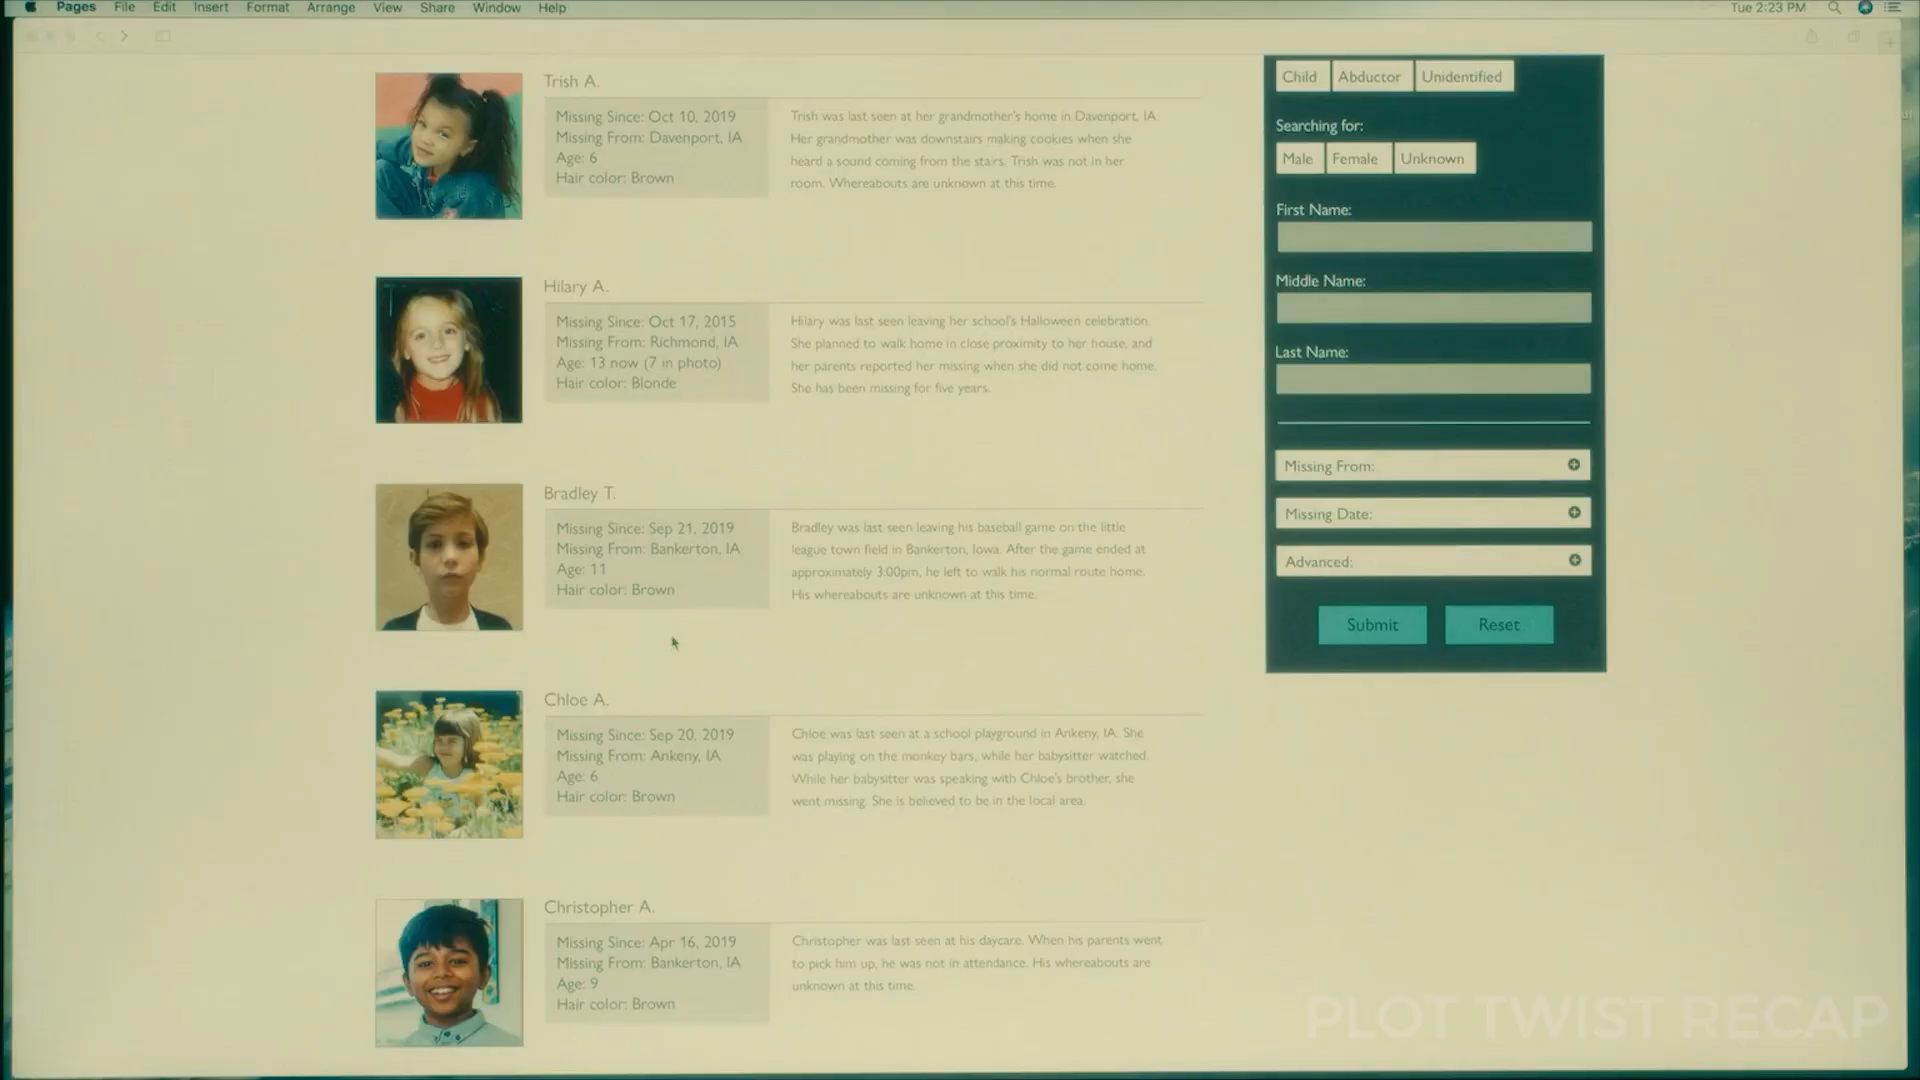 Pages File Edit Insert Format Arrange View Share Window Help
Tue 2:23 PM
Trish A.
Missing Since: Oct 10, 2019
Missing From: Davenport, IA
Age: 6
Hair color: Brown
Trish was last seen at her grandmother's home in Davenport, IA.
Her grandmother was downstairs making cookies when she
heard a sound coming from the stairs. Trish was not in her
room. Whereabouts are unknown at this time.
Hilary A.
Missing Since: Oct 17, 2015
Missing From: Richmond, IA
Age: 13 now (7 in photo)
Hair color: Blonde
Hilary was last seen leaving her school's Halloween celebration.
She planned to walk home in close proximity to her house, and
her parents reported her missing when she did not come home.
She has been missing for five years.
Bradley T.
Missing Since: Sep 21, 2019
Missing From: Bankerton, IA
Age: 11
Hair color: Brown
Bradley was last seen leaving his baseball game on the little
league town field in Bankerton, Iowa. After the game ended at
approximately 3:00pm, he left to walk his normal route home.
His whereabouts are unknown at this time.
Chloe A.
Missing Since: Sep 20, 2019
Missing From: Ankeny, IA
Age: 6
Hair color: Brown
Chloe was last seen at a school playground in Ankeny, IA. She
was playing on the monkey bars, while her babysitter watched.
While her babysitter was speaking with Chloe's brother, she
went missing. She is believed to be in the local area.
Christopher A.
Missing Since: Apr 16, 2019
Missing From: Bankerton, IA
Age: 9
Hair color: Brown
Christopher was last seen at his daycare. When his parents went
to pick him up, he was not in attendance. His whereabouts are
unknown at this time.
Child Abductor Unidentified
Searching for:
Male Female Unknown
First Name:
Middle Name:
Last Name:
Missing From:
Missing Date:
Advanced:
Submit Reset
PLOT TWIST RECAP